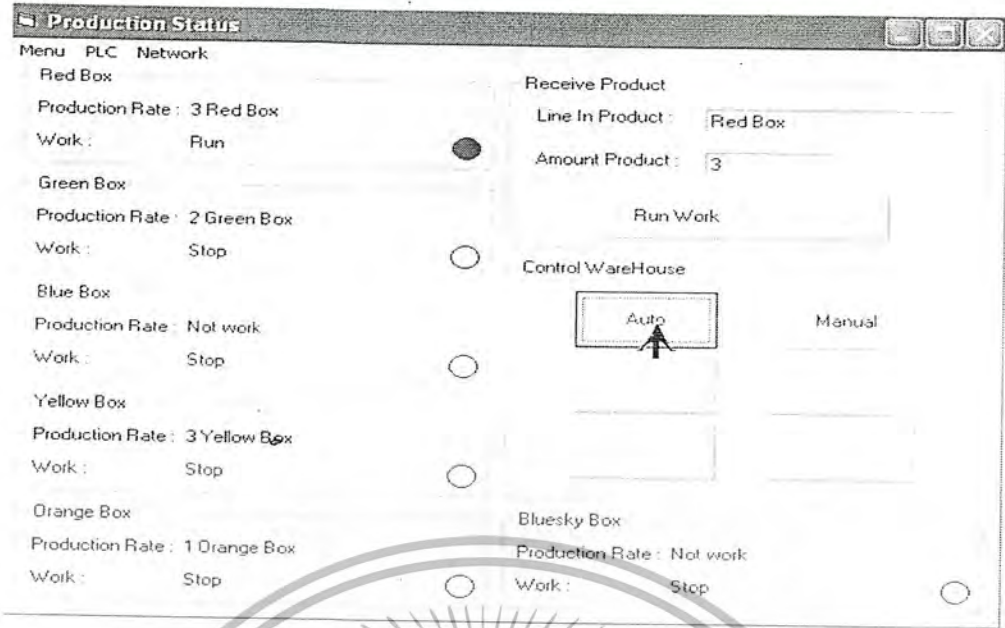 Production Status
Menu PLC Network
Red Box
Production Rate : 3 Red Box
Work : Run
Green Box
Production Rate : 2 Green Box
Work : Stop
Blue Box
Production Rate : Not work
Work : Stop
Yellow Box
Production Rate : 3 Yellow Box
Work : Stop
Orange Box
Production Rate : 1 Orange Box
Work : Stop
Receive Product
Line In Product : Red Box
Amount Product : 3
Run Work
Control WareHouse
Auto Manual
Bluesky Box
Production Rate : Not work
Work : Stop